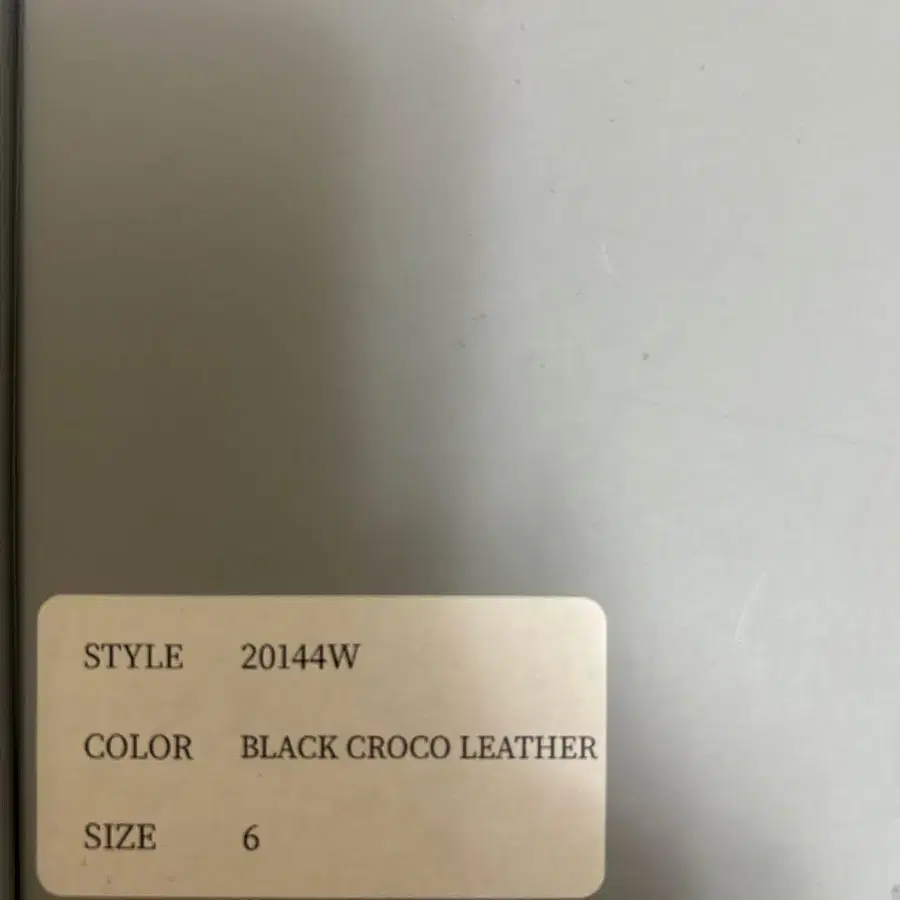 STYLE 20144W
COLOR BLACK CROCO LEATHER
SIZE 6